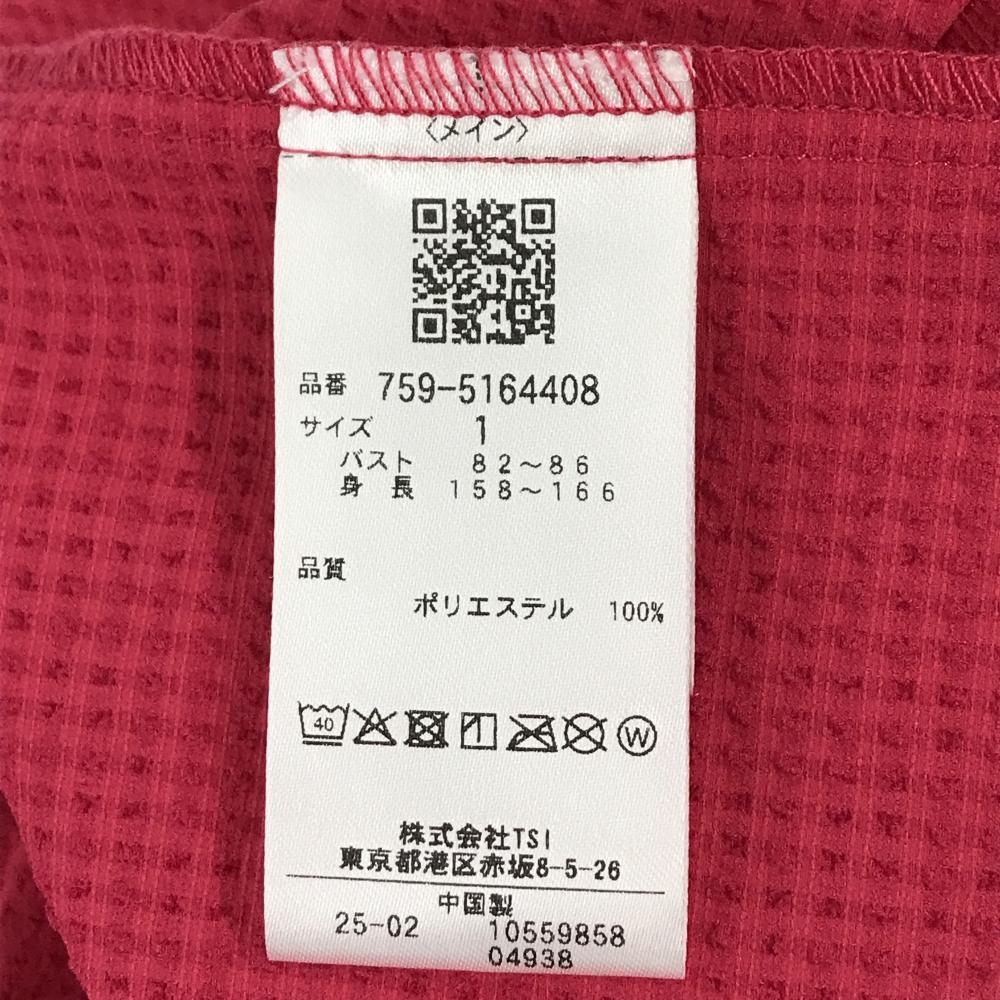 〈メイン〉
品番 759-5164408
サイズ 1
バスト 82～86
身長 158～166
品質
ポリエステル 100%
40 W
株式会社TSI
東京都港区赤坂8-5-26
中国製
25-02 10559858
04938